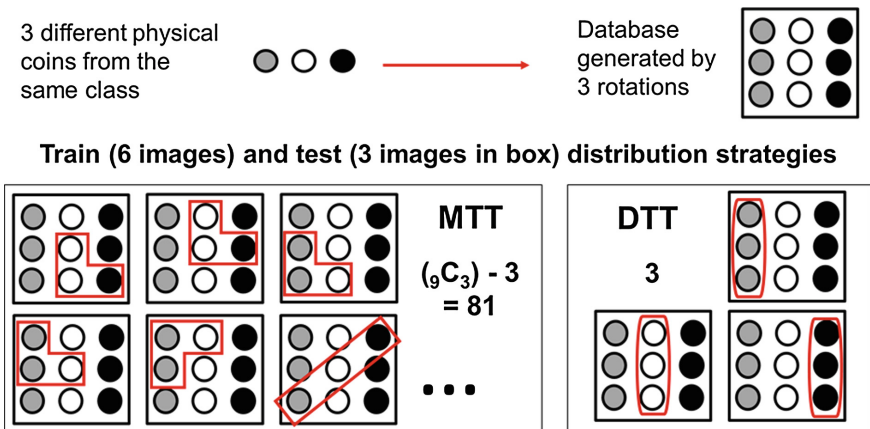 3 different physical
coins from the
same class
Database
generated by
3 rotations
Train (6 images) and test (3 images in box) distribution strategies
MTT
(₉C₃) - 3
= 81
...
DTT
3